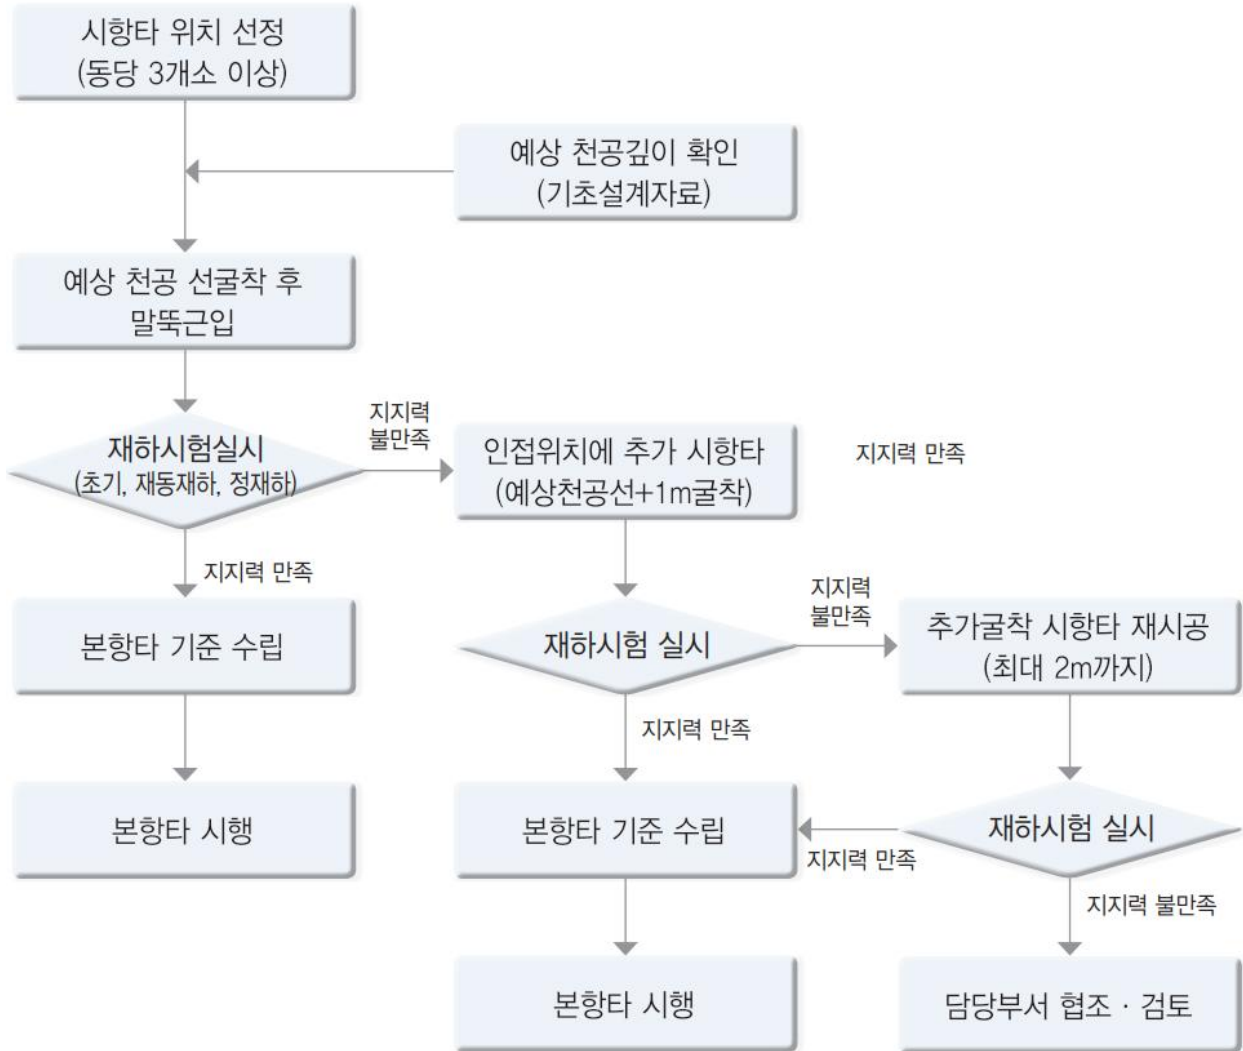 시항타 위치 선정
(동당 3개소 이상)
예상 천공깊이 확인
(기초설계자료)
예상 천공 선굴착 후
말뚝근입
재하시험실시
(초기, 재동재하, 정재하)
지지력
불만족
인접위치에 추가 시항타
(예상천공선+1m굴착)
지지력 만족
지지력 만족
본항타 기준 수립
재하시험 실시
지지력
불만족
추가굴착 시항타 재시공
(최대 2m까지)
지지력 만족
본항타 시행
본항타 기준 수립
지지력 만족
재하시험 실시
지지력 불만족
본항타 시행
담당부서 협조 · 검토